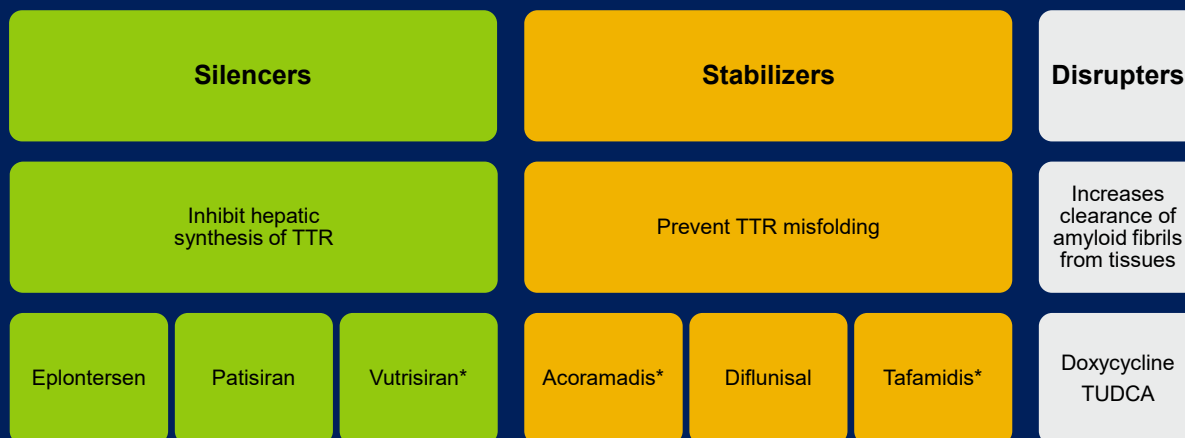 Silencers
Stabilizers
Disrupters
Inhibit hepatic
synthesis of TTR
Prevent TTR misfolding
Increases
clearance of
amyloid fibrils
from tissues
Eplontersen
Patisiran
Vutrisiran*
Acoramadis*
Diflunisal
Tafamidis*
Doxycycline
TUDCA